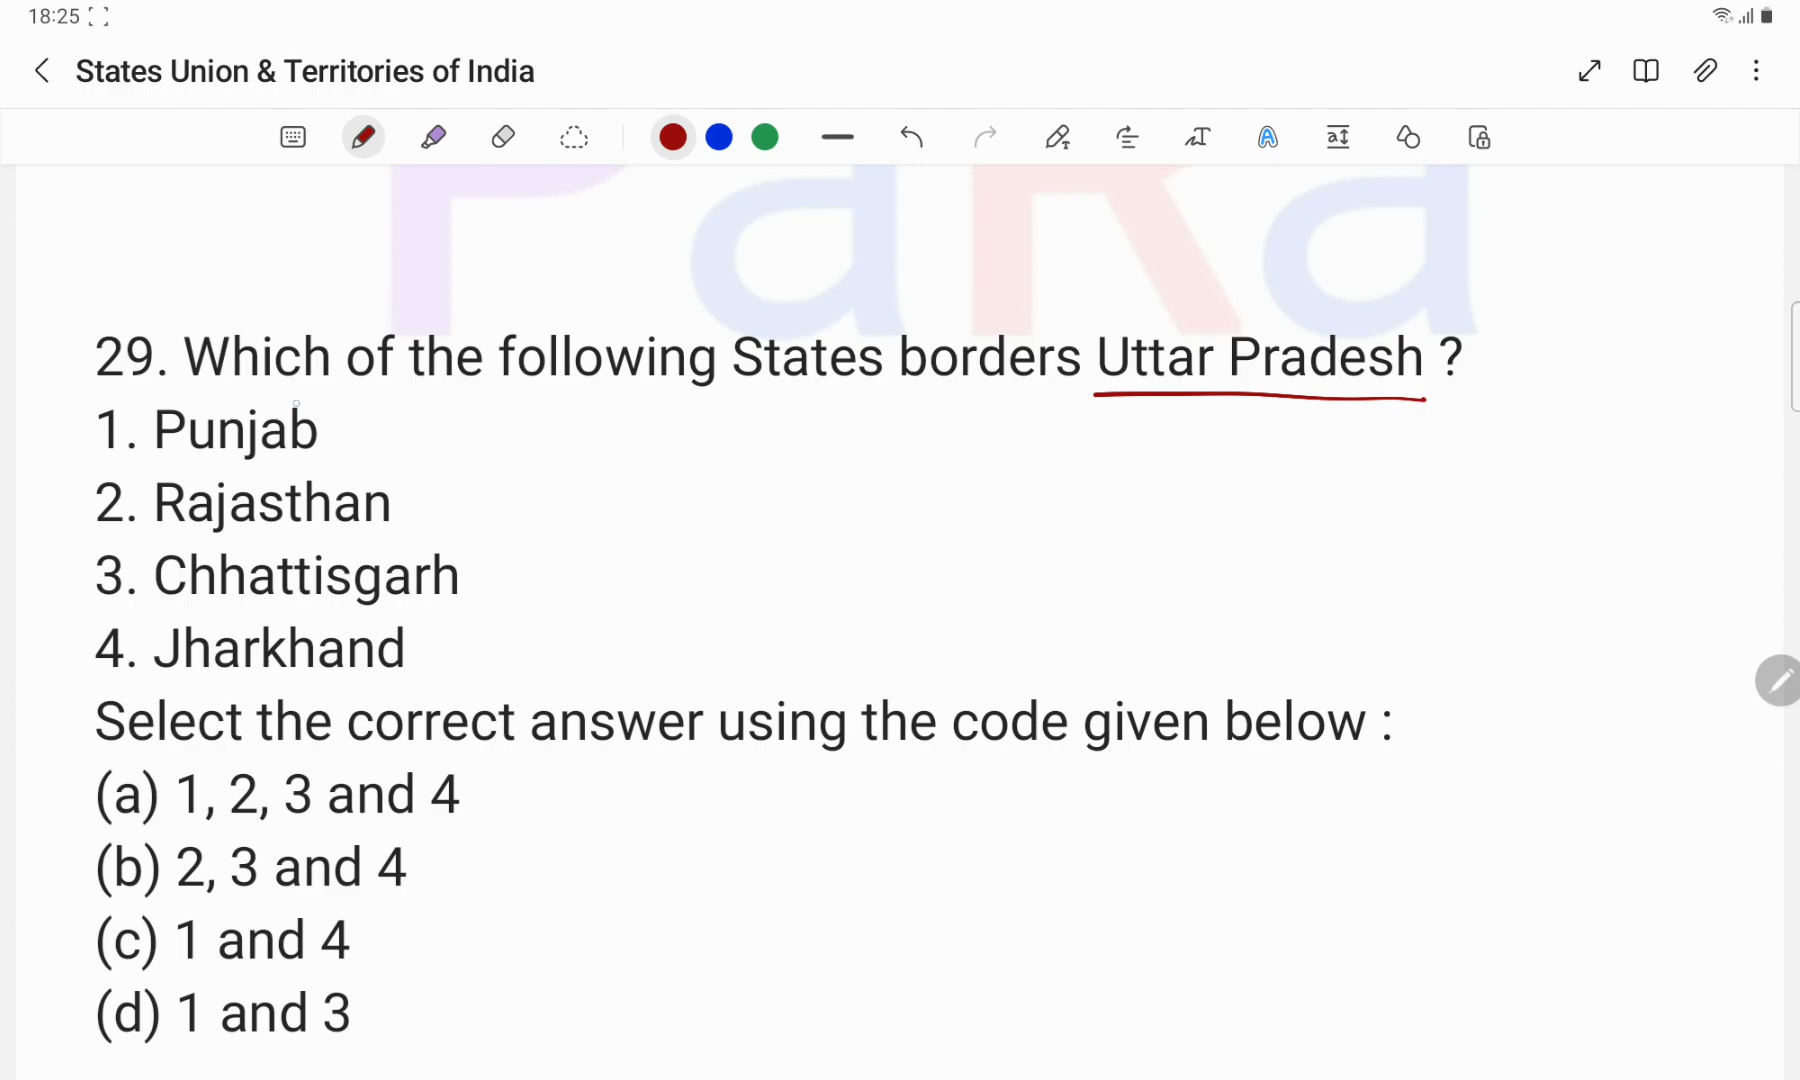 18:25
States Union & Territories of India
PaRa
29. Which of the following States borders Uttar Pradesh ?
1. Punjab
2. Rajasthan
3. Chhattisgarh
4. Jharkhand
Select the correct answer using the code given below :
(a) 1, 2, 3 and 4
(b) 2, 3 and 4
(c) 1 and 4
(d) 1 and 3